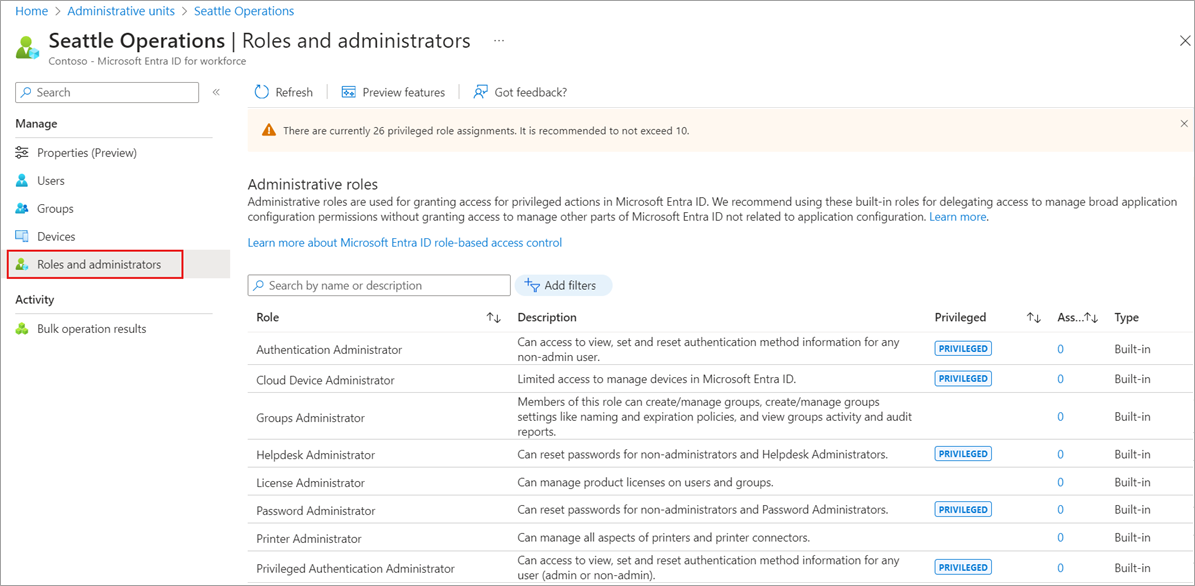 Home > Administrative units > Seattle Operations
Seattle Operations | Roles and administrators ...
Contoso - Microsoft Entra ID for workforce
Search
Refresh
Preview features
Got feedback?
There are currently 26 privileged role assignments. It is recommended to not exceed 10.
Manage
Properties (Preview)
Users
Groups
Devices
Roles and administrators
Activity
Bulk operation results
Administrative roles
Administrative roles are used for granting access for privileged actions in Microsoft Entra ID. We recommend using these built-in roles for delegating access to manage broad application
configuration permissions without granting access to manage other parts of Microsoft Entra ID not related to application configuration. Learn more.
Learn more about Microsoft Entra ID role-based access control
Search by name or description
Add filters
Role Description Privileged Ass... Type
Authentication Administrator
Can access to view, set and reset authentication method information for any
non-admin user.
PRIVILEGED 0 Built-in
Cloud Device Administrator Limited access to manage devices in Microsoft Entra ID. PRIVILEGED 0 Built-in
Groups Administrator
Members of this role can create/manage groups, create/manage groups
settings like naming and expiration policies, and view groups activity and audit
reports.
0 Built-in
Helpdesk Administrator Can reset passwords for non-administrators and Helpdesk Administrators. PRIVILEGED 0 Built-in
License Administrator Can manage product licenses on users and groups. 0 Built-in
Password Administrator Can reset passwords for non-administrators and Password Administrators. PRIVILEGED 0 Built-in
Printer Administrator Can manage all aspects of printers and printer connectors. 0 Built-in
Privileged Authentication Administrator
Can access to view, set and reset authentication method information for any
user (admin or non-admin).
PRIVILEGED 0 Built-in